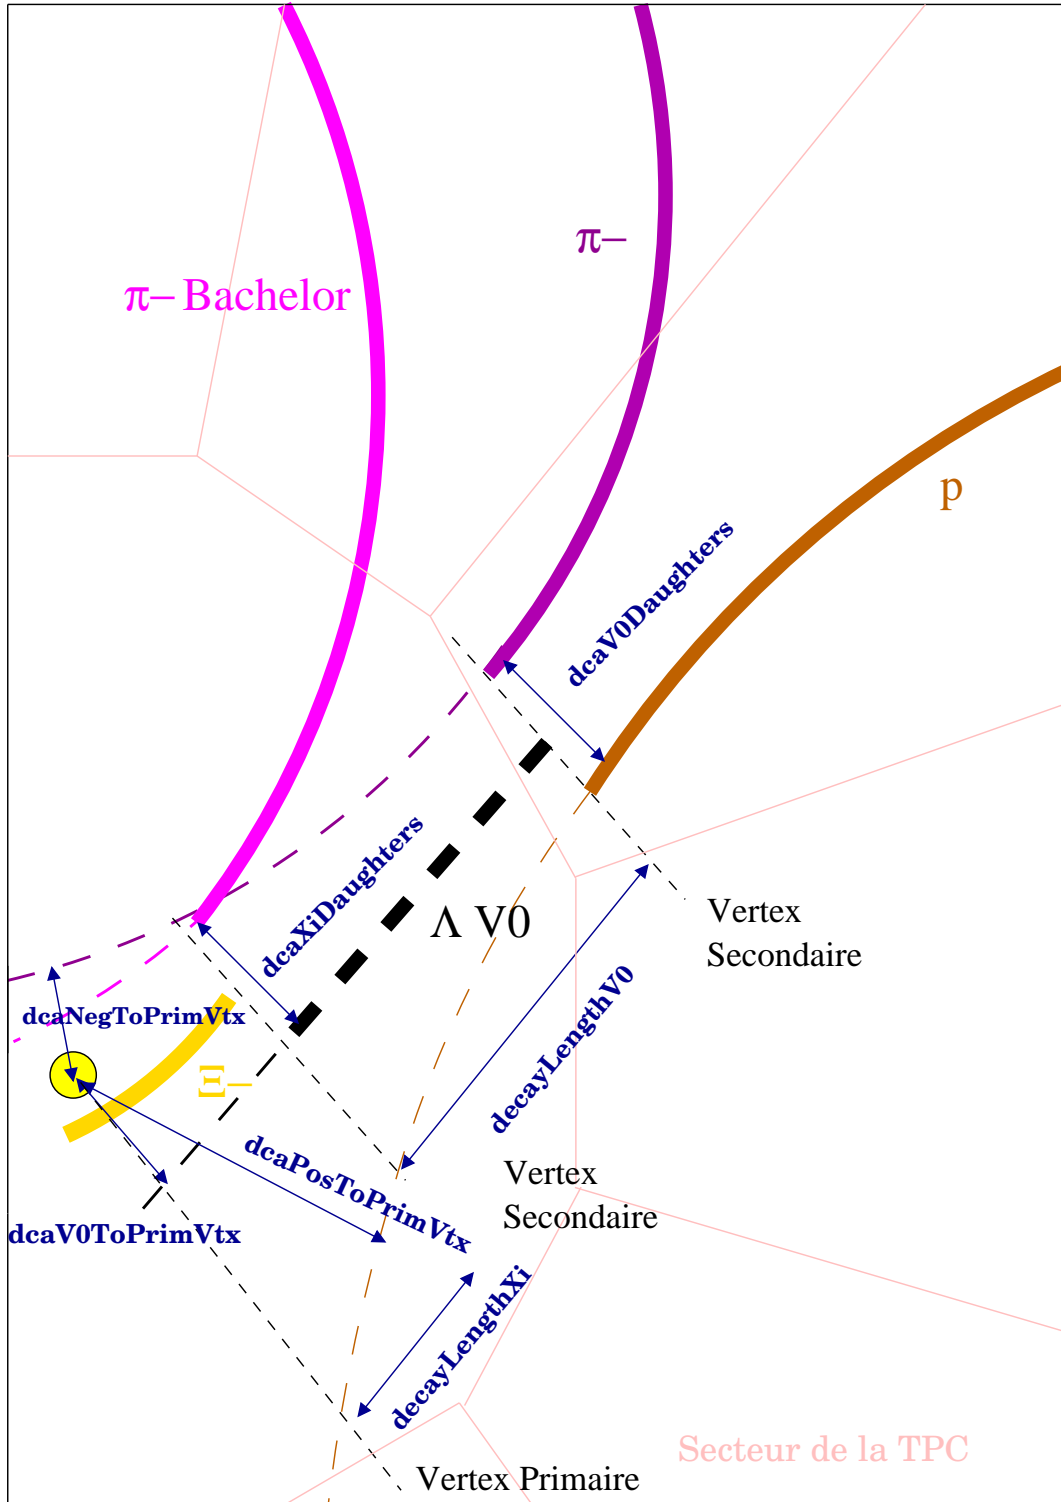 π–
π– Bachelor
p
dcaV0Daughters
dcaXiDaughters
Λ V0
Vertex
Secondaire
decayLengthV0
dcaNegToPrimVtx
Ξ–
dcaPosToPrimVtx
Vertex
Secondaire
dcaV0ToPrimVtx
decayLengthXi
Secteur de la TPC
Vertex Primaire